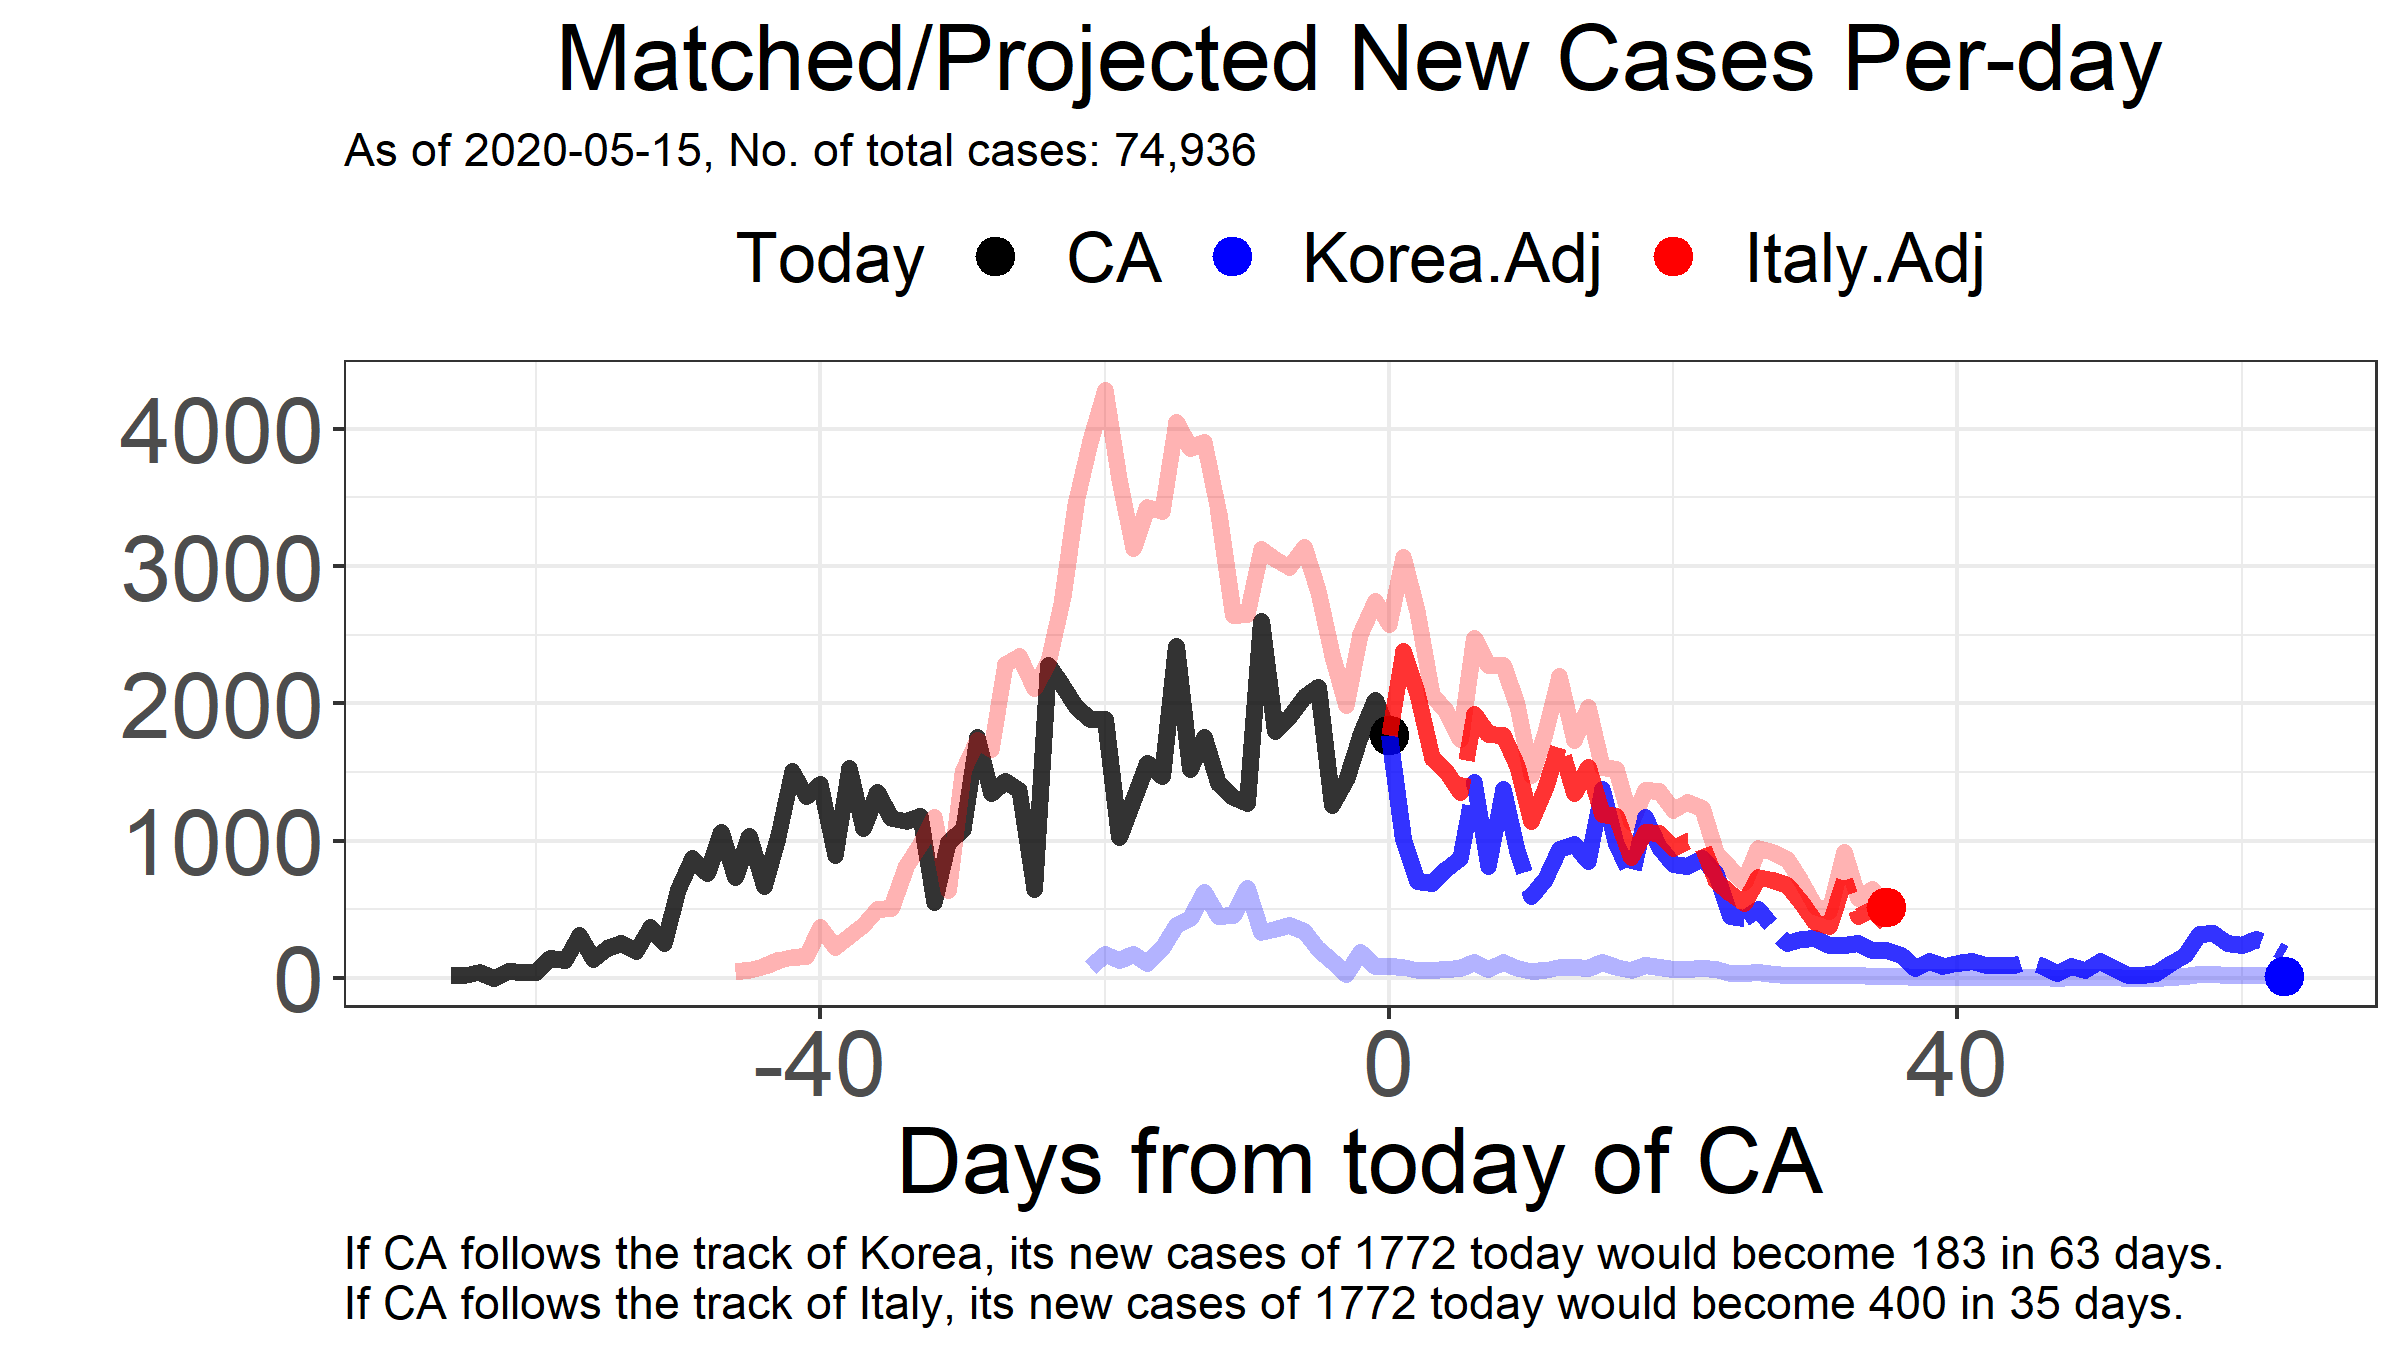 Matched/Projected New Cases Per-day
As of 2020-05-15, No. of total cases: 74,936
Today CA Korea.Adj Italy.Adj
4000
3000
2000
1000
0
-40 0 40
Days from today of CA
If CA follows the track of Korea, its new cases of 1772 today would become 183 in 63 days.
If CA follows the track of Italy, its new cases of 1772 today would become 400 in 35 days.